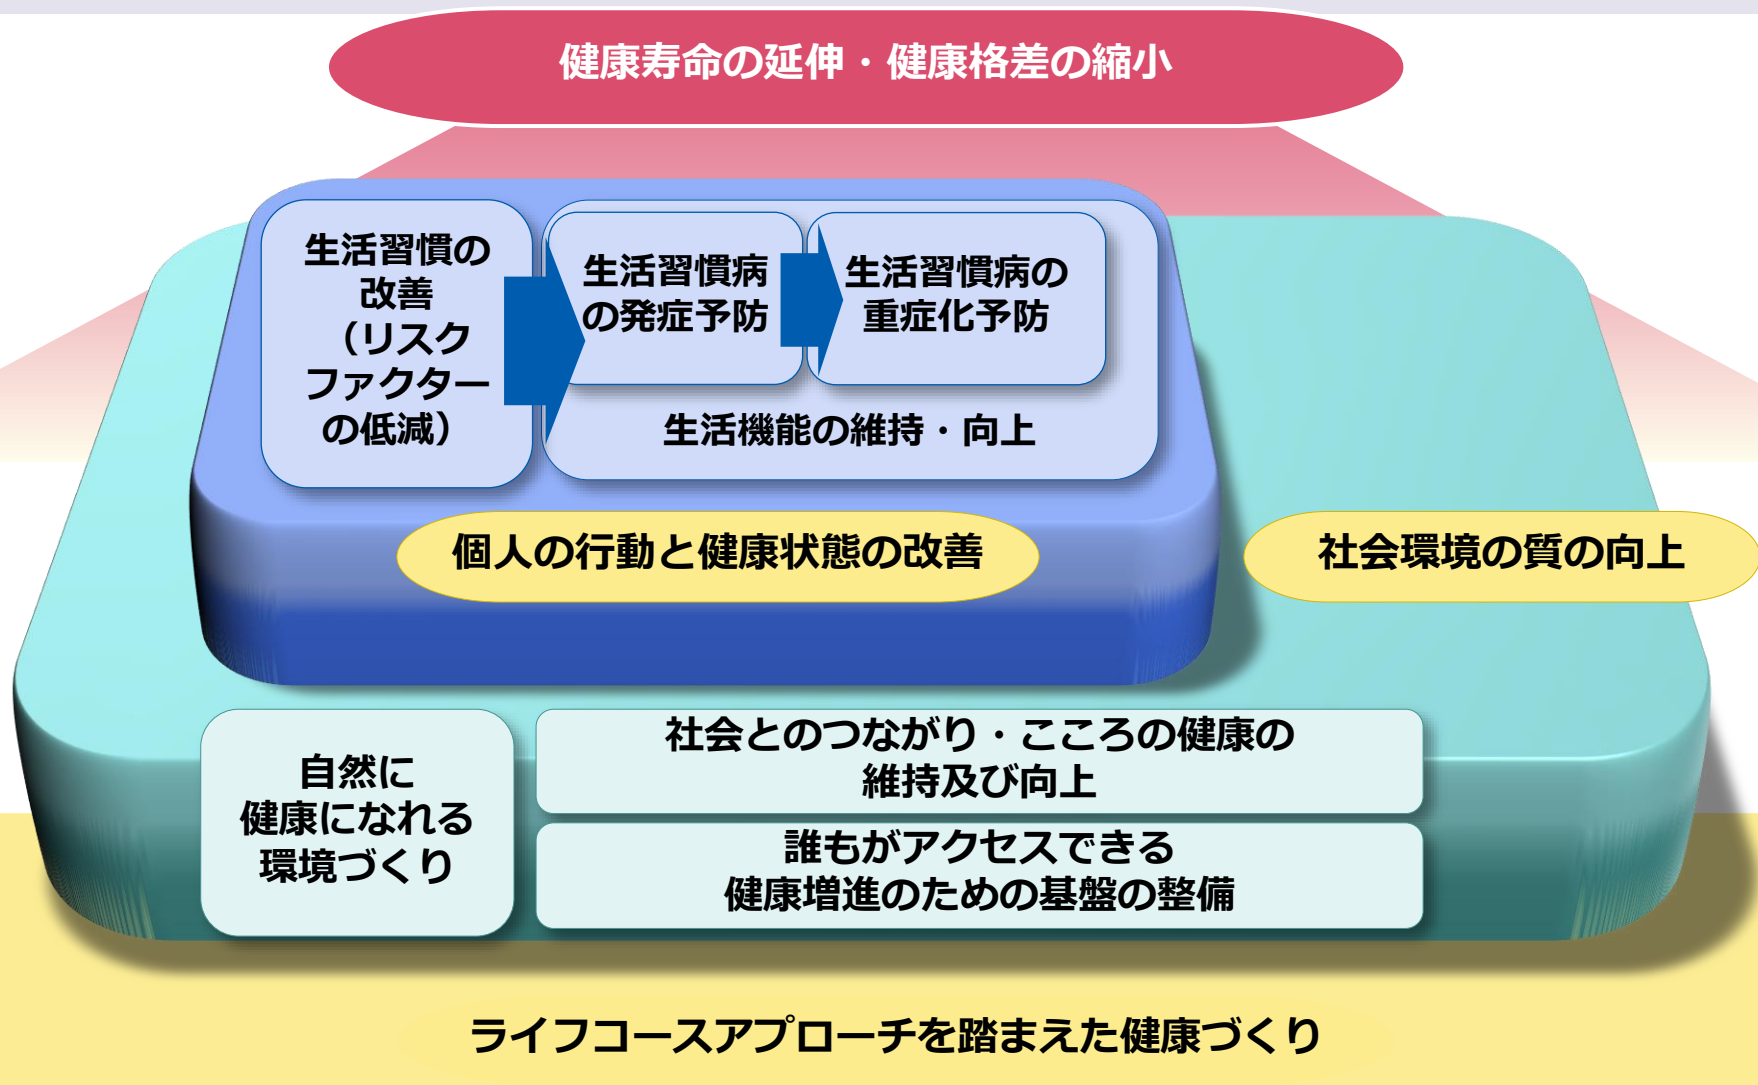 健康寿命の延伸・健康格差の縮小
生活習慣の
改善
（リスク
ファクター
の低減）
生活習慣病
の発症予防
生活習慣病の
重症化予防
生活機能の維持・向上
個人の行動と健康状態の改善
社会環境の質の向上
自然に
健康になれる
環境づくり
社会とのつながり・こころの健康の
維持及び向上
誰もがアクセスできる
健康増進のための基盤の整備
ライフコースアプローチを踏まえた健康づくり